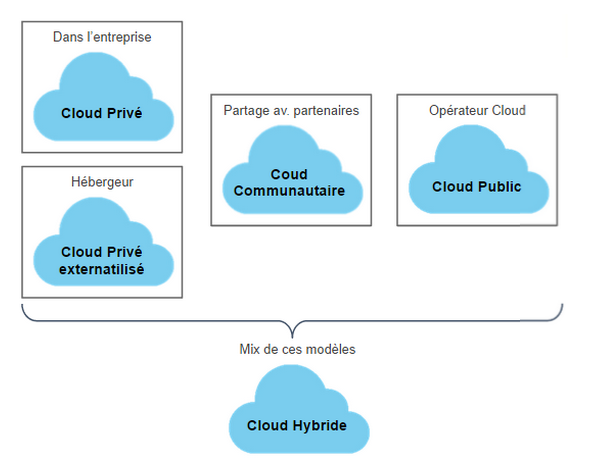 Dans l'entreprise
Cloud Privé
Hébergeur
Cloud Privé
externatilisé
Partage av. partenaires
Coud
Communautaire
Opérateur Cloud
Cloud Public
Mix de ces modèles
Cloud Hybride